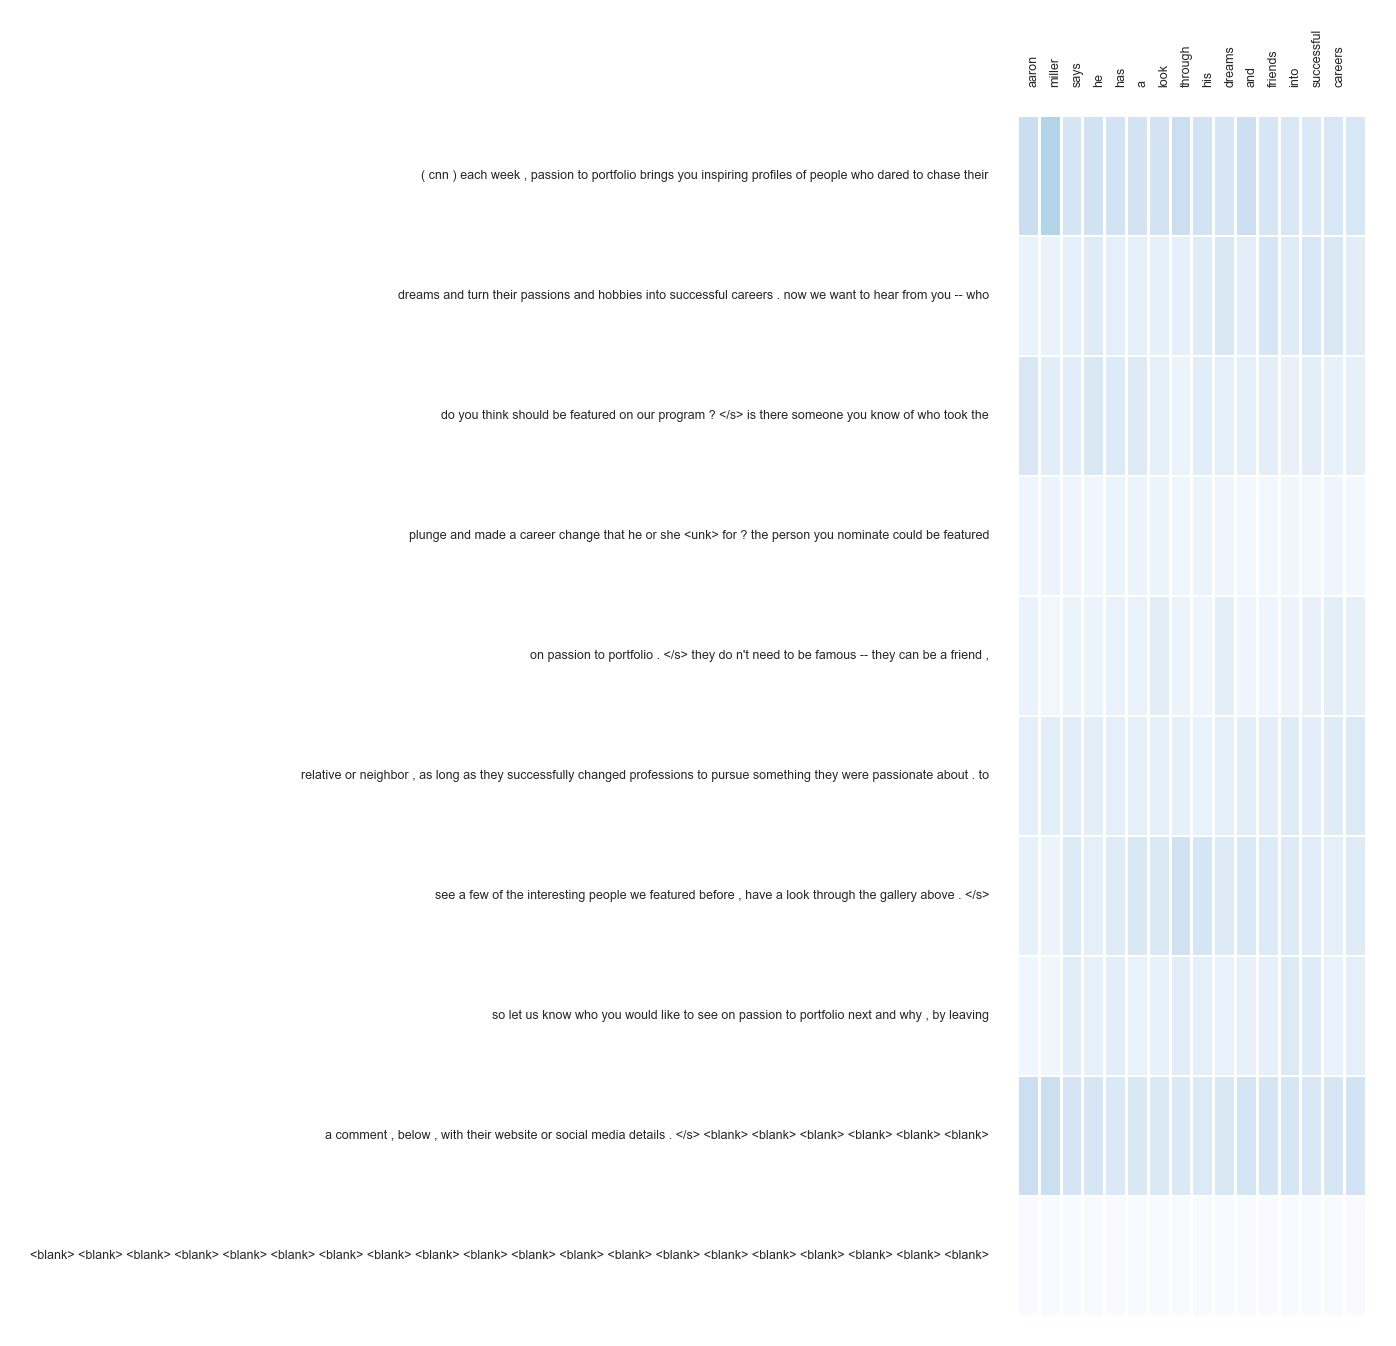 aaron
miller
says
he
has
a
look
through
his
dreams
and
friends
into
successful
careers
( cnn ) each week , passion to portfolio brings you inspiring profiles of people who dared to chase their
dreams and turn their passions and hobbies into successful careers . now we want to hear from you -- who
do you think should be featured on our program ? </s> is there someone you know of who took the
plunge and made a career change that he or she <unk> for ? the person you nominate could be featured
on passion to portfolio . </s> they do n't need to be famous -- they can be a friend ,
relative or neighbor , as long as they successfully changed professions to pursue something they were passionate about . to
see a few of the interesting people we featured before , have a look through the gallery above . </s>
so let us know who you would like to see on passion to portfolio next and why , by leaving
a comment , below , with their website or social media details . </s> <blank> <blank> <blank> <blank> <blank> <blank>
<blank> <blank> <blank> <blank> <blank> <blank> <blank> <blank> <blank> <blank> <blank> <blank> <blank> <blank> <blank> <blank> <blank> <blank> <blank> <blank>